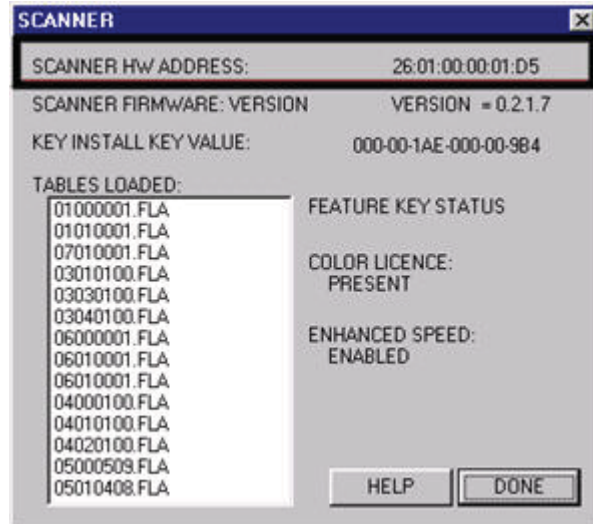 SCANNER
SCANNER HW ADDRESS: 26:01:00:00:01:D5
SCANNER FIRMWARE: VERSION VERSION = 0.2.1.7
KEY INSTALL KEY VALUE: 000-00-1AE-000-00-9B4
TABLES LOADED:
01000001.FLA
01010001.FLA
07010001.FLA
03010100.FLA
03030100.FLA
03040100.FLA
06000001.FLA
06010001.FLA
06010001.FLA
04000100.FLA
04010100.FLA
04020100.FLA
05000509.FLA
05010408.FLA
FEATURE KEY STATUS
COLOR LICENCE:
PRESENT
ENHANCED SPEED:
ENABLED
HELP DONE